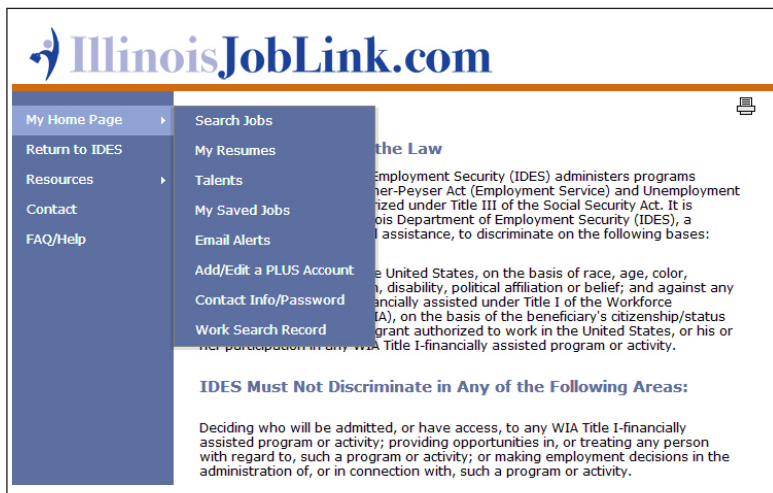 IllinoisJobLink.com
My Home Page
Return to IDES
Resources
Contact
FAQ/Help
Search Jobs
My Resumes
Talents
My Saved Jobs
Email Alerts
Add/Edit a PLUS Account
Contact Info/Password
Work Search Record
the Law
Employment Security (IDES) administers programs
ner-Peyser Act (Employment Service) and Unemployment
rized under Title III of the Social Security Act. It is
ois Department of Employment Security (IDES), a
l assistance, to discriminate on the following bases:
e United States, on the basis of race, age, color,
n, disability, political affiliation or belief; and against any
ancially assisted under Title I of the Workforce
IA), on the basis of the beneficiary's citizenship/status
grant authorized to work in the United States, or his or
her participation in any WIA Title I-financially assisted program or activity.
IDES Must Not Discriminate in Any of the Following Areas:
Deciding who will be admitted, or have access, to any WIA Title I-financially
assisted program or activity; providing opportunities in, or treating any person
with regard to, such a program or activity; or making employment decisions in the
administration of, or in connection with, such a program or activity.